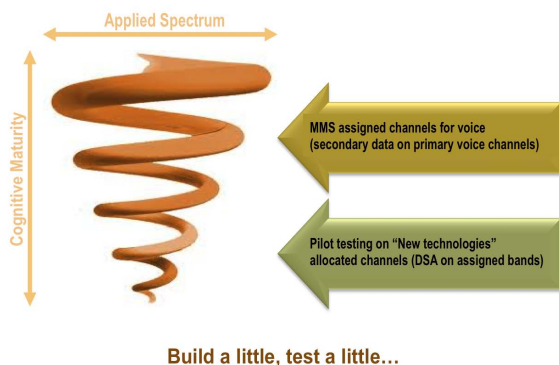 Applied Spectrum
Cognitive Maturity
MMS assigned channels for voice
(secondary data on primary voice channels)
Pilot testing on “New technologies”
allocated channels (DSA on assigned bands)
Build a little, test a little…